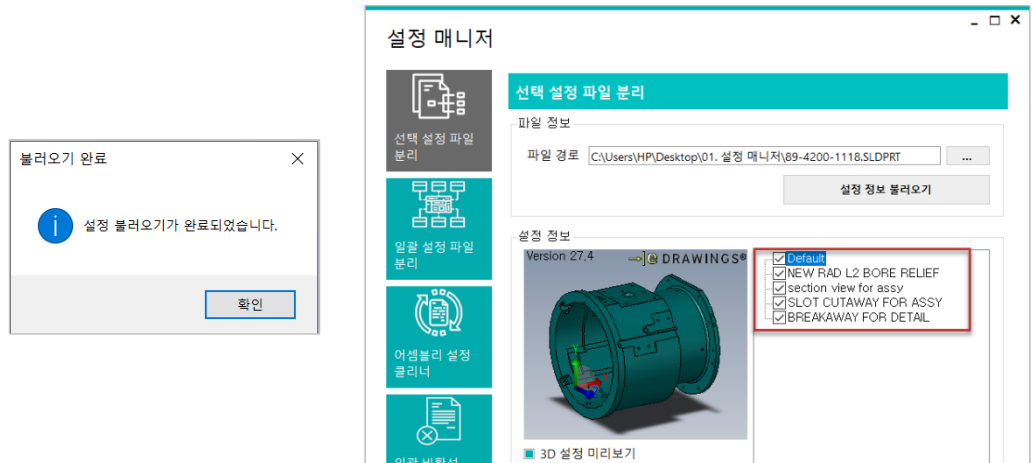 불러오기 완료
설정 불러오기가 완료되었습니다.
확인
설정 매니저
선택 설정 파일
분리
일괄 설정 파일
분리
어셈블리 설정
클리너
선택 설정 파일 분리
파일 정보
파일 경로 C:\Users\HP\Desktop\01. 설정 매니저\89-4200-1118.SLDPRT ...
설정 정보 불러오기
설정 정보
Version 27.4 eDRAWINGS®
Default
NEW RAD L2 BORE RELIEF
section view for assy
SLOT CUTAWAY FOR ASSY
BREAKAWAY FOR DETAIL
3D 설정 미리보기